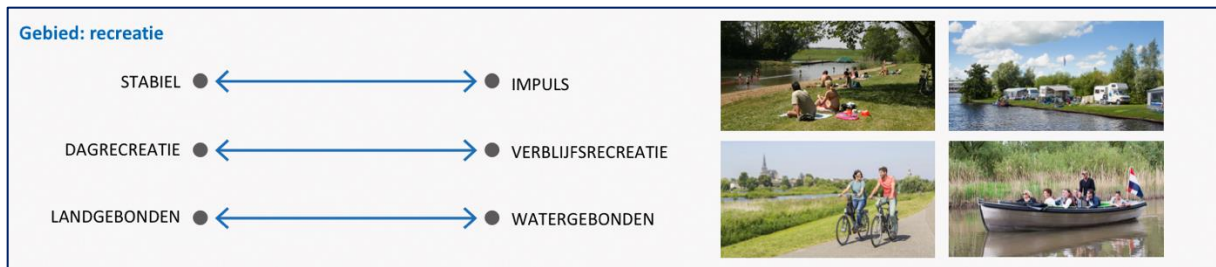 Gebied: recreatie
STABIEL IMPULS
DAGRECREATIE VERBLIJFSRECREATIE
LANDGEBONDEN WATERGEBONDEN